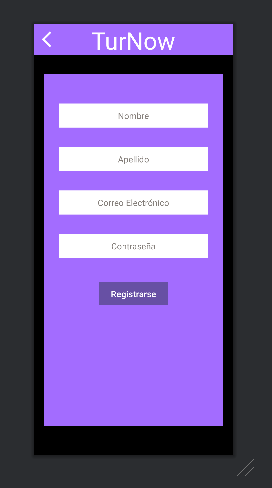 TurNow
Nombre
Apellido
Correo Electrónico
Contraseña
Registrarse